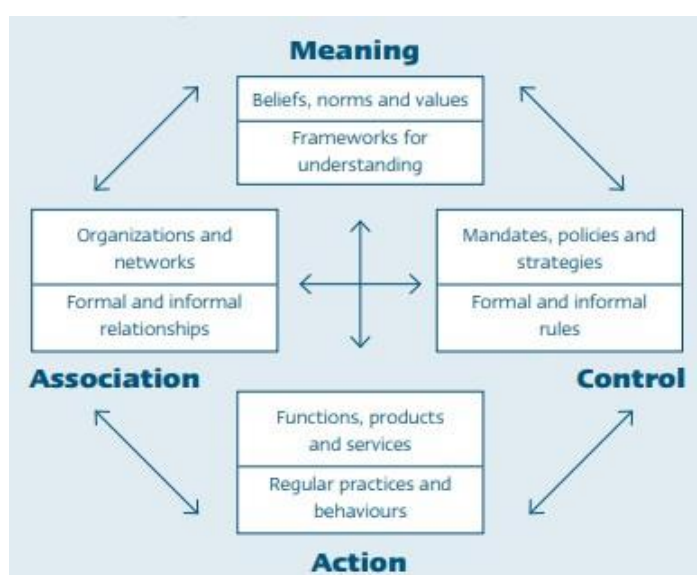 Meaning
Beliefs, norms and values
Frameworks for
understanding
Organizations and
networks
Formal and informal
relationships
Association
Mandates, policies and
strategies
Formal and informal
rules
Control
Functions, products
and services
Regular practices and
behaviours
Action